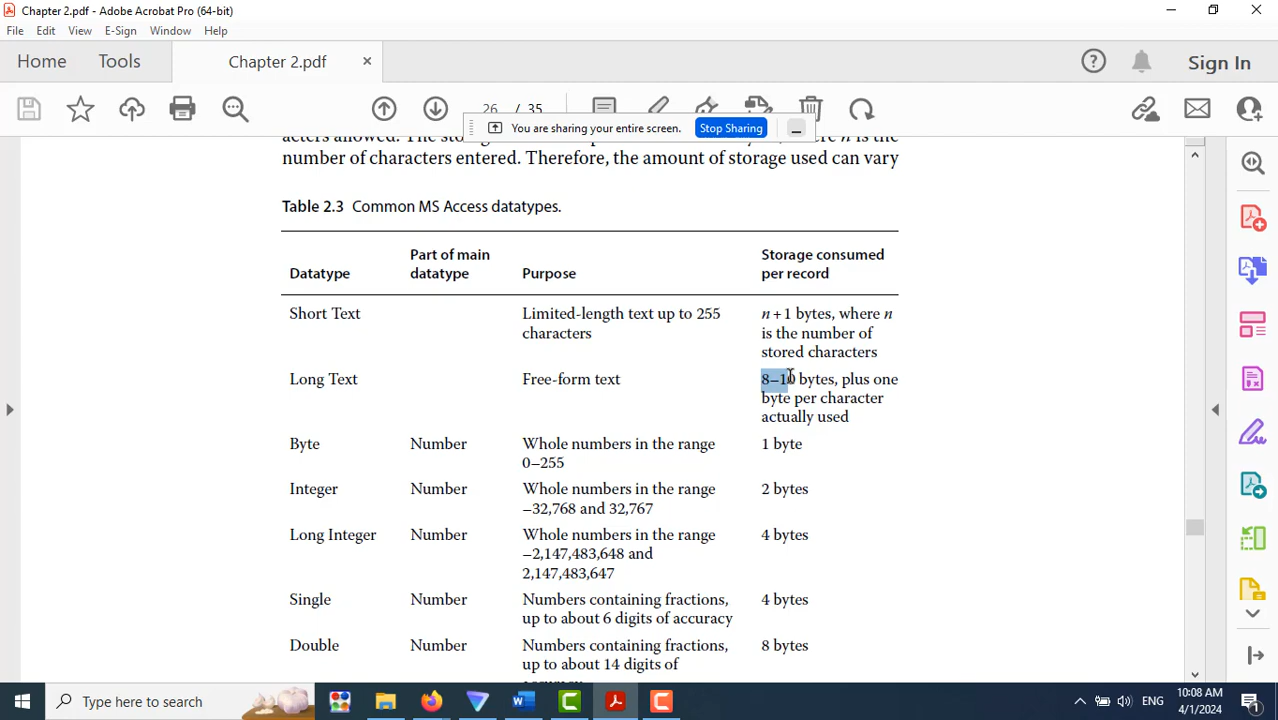 Chapter 2.pdf - Adobe Acrobat Pro (64-bit)
File Edit View E-Sign Window Help
Home Tools Chapter 2.pdf × Sign In
26 / 35
You are sharing your entire screen. Stop Sharing
number of characters entered. Therefore, the amount of storage used can vary
Table 2.3 Common MS Access datatypes.
Part of main Storage consumed
Datatype datatype Purpose per record
Short Text Limited-length text up to 255 n + 1 bytes, where n
characters is the number of
stored characters
Long Text Free-form text 8–10 bytes, plus one
byte per character
actually used
Byte Number Whole numbers in the range 1 byte
0–255
Integer Number Whole numbers in the range 2 bytes
−32,768 and 32,767
Long Integer Number Whole numbers in the range 4 bytes
−2,147,483,648 and
2,147,483,647
Single Number Numbers containing fractions, 4 bytes
up to about 6 digits of accuracy
Double Number Numbers containing fractions, 8 bytes
up to about 14 digits of
Type here to search
ENG
10:08 AM
4/1/2024